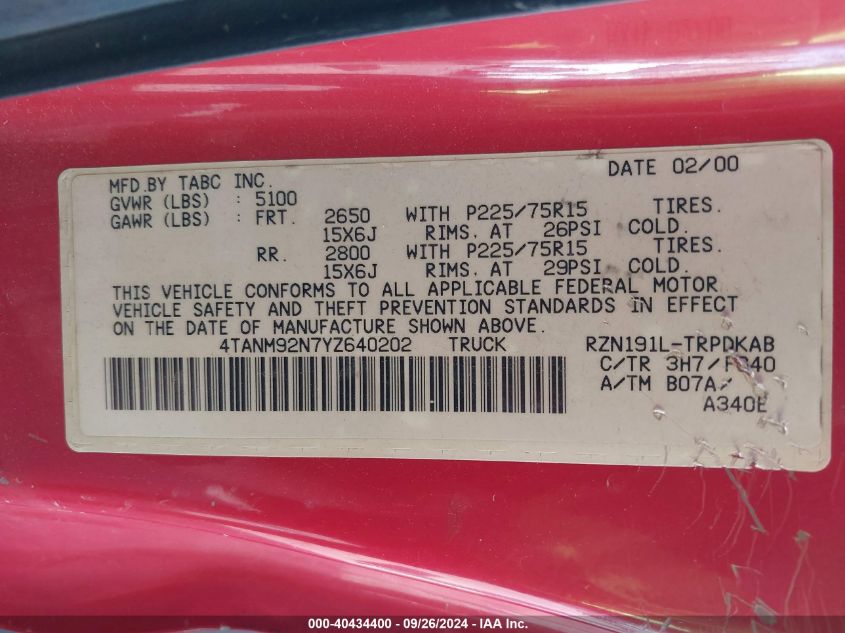 DATE 02/00
MFD.BY TABC INC.
GVWR (LBS) : 5100
GAWR (LBS) : FRT. 2650 WITH P225/75R15 TIRES.
15X6J RIMS. AT 26PSI COLD.
RR. 2800 WITH P225/75R15 TIRES.
15X6J RIMS. AT 29PSI COLD.
THIS VEHICLE CONFORMS TO ALL APPLICABLE FEDERAL MOTOR
VEHICLE SAFETY AND THEFT PREVENTION STANDARDS IN EFFECT
ON THE DATE OF MANUFACTURE SHOWN ABOVE.
4TANM92N7YZ640202 TRUCK RZN191L-TRPDKAB
C/TR 3H7/
A/TM B07A/
A340E
000-40434400 - 09/26/2024 - IAA Inc.